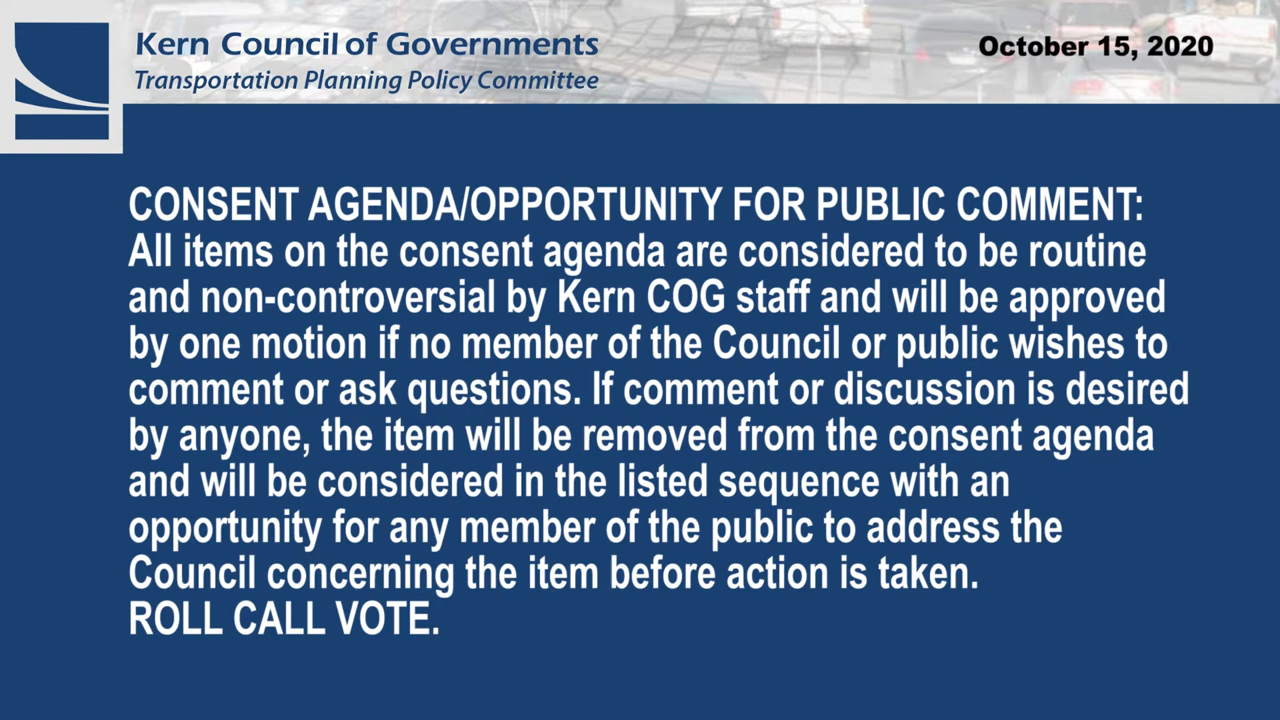 Kern Council of Governments
Transportation Planning Policy Committee
October 15, 2020
CONSENT AGENDA/OPPORTUNITY FOR PUBLIC COMMENT:
All items on the consent agenda are considered to be routine
and non-controversial by Kern COG staff and will be approved
by one motion if no member of the Council or public wishes to
comment or ask questions. If comment or discussion is desired
by anyone, the item will be removed from the consent agenda
and will be considered in the listed sequence with an
opportunity for any member of the public to address the
Council concerning the item before action is taken.
ROLL CALL VOTE.